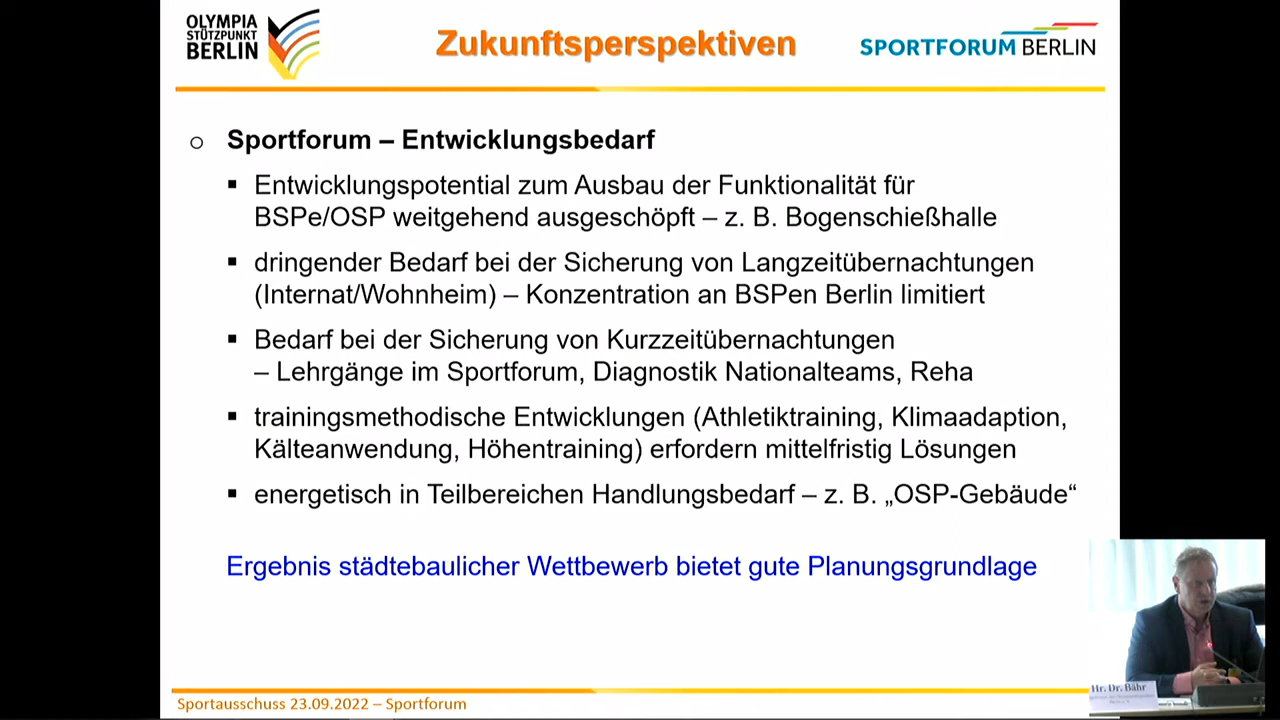 OLYMPIA
STÜTZPUNKT
BERLIN
Zukunftsperspektiven
SPORTFORUM BERLIN
o Sportforum – Entwicklungsbedarf
▪ Entwicklungspotential zum Ausbau der Funktionalität für
BSPe/OSP weitgehend ausgeschöpft – z. B. Bogenschießhalle
▪ dringender Bedarf bei der Sicherung von Langzeitübernachtungen
(Internat/Wohnheim) – Konzentration an BSPen Berlin limitiert
▪ Bedarf bei der Sicherung von Kurzzeitübernachtungen
– Lehrgänge im Sportforum, Diagnostik Nationalteams, Reha
▪ trainingsmethodische Entwicklungen (Athletiktraining, Klimaadaption,
Kälteanwendung, Höhentraining) erfordern mittelfristig Lösungen
▪ energetisch in Teilbereichen Handlungsbedarf – z. B. „OSP-Gebäude“
Ergebnis städtebaulicher Wettbewerb bietet gute Planungsgrundlage
Hr. Dr. Bähr
Sportausschuss 23.09.2022 – Sportforum